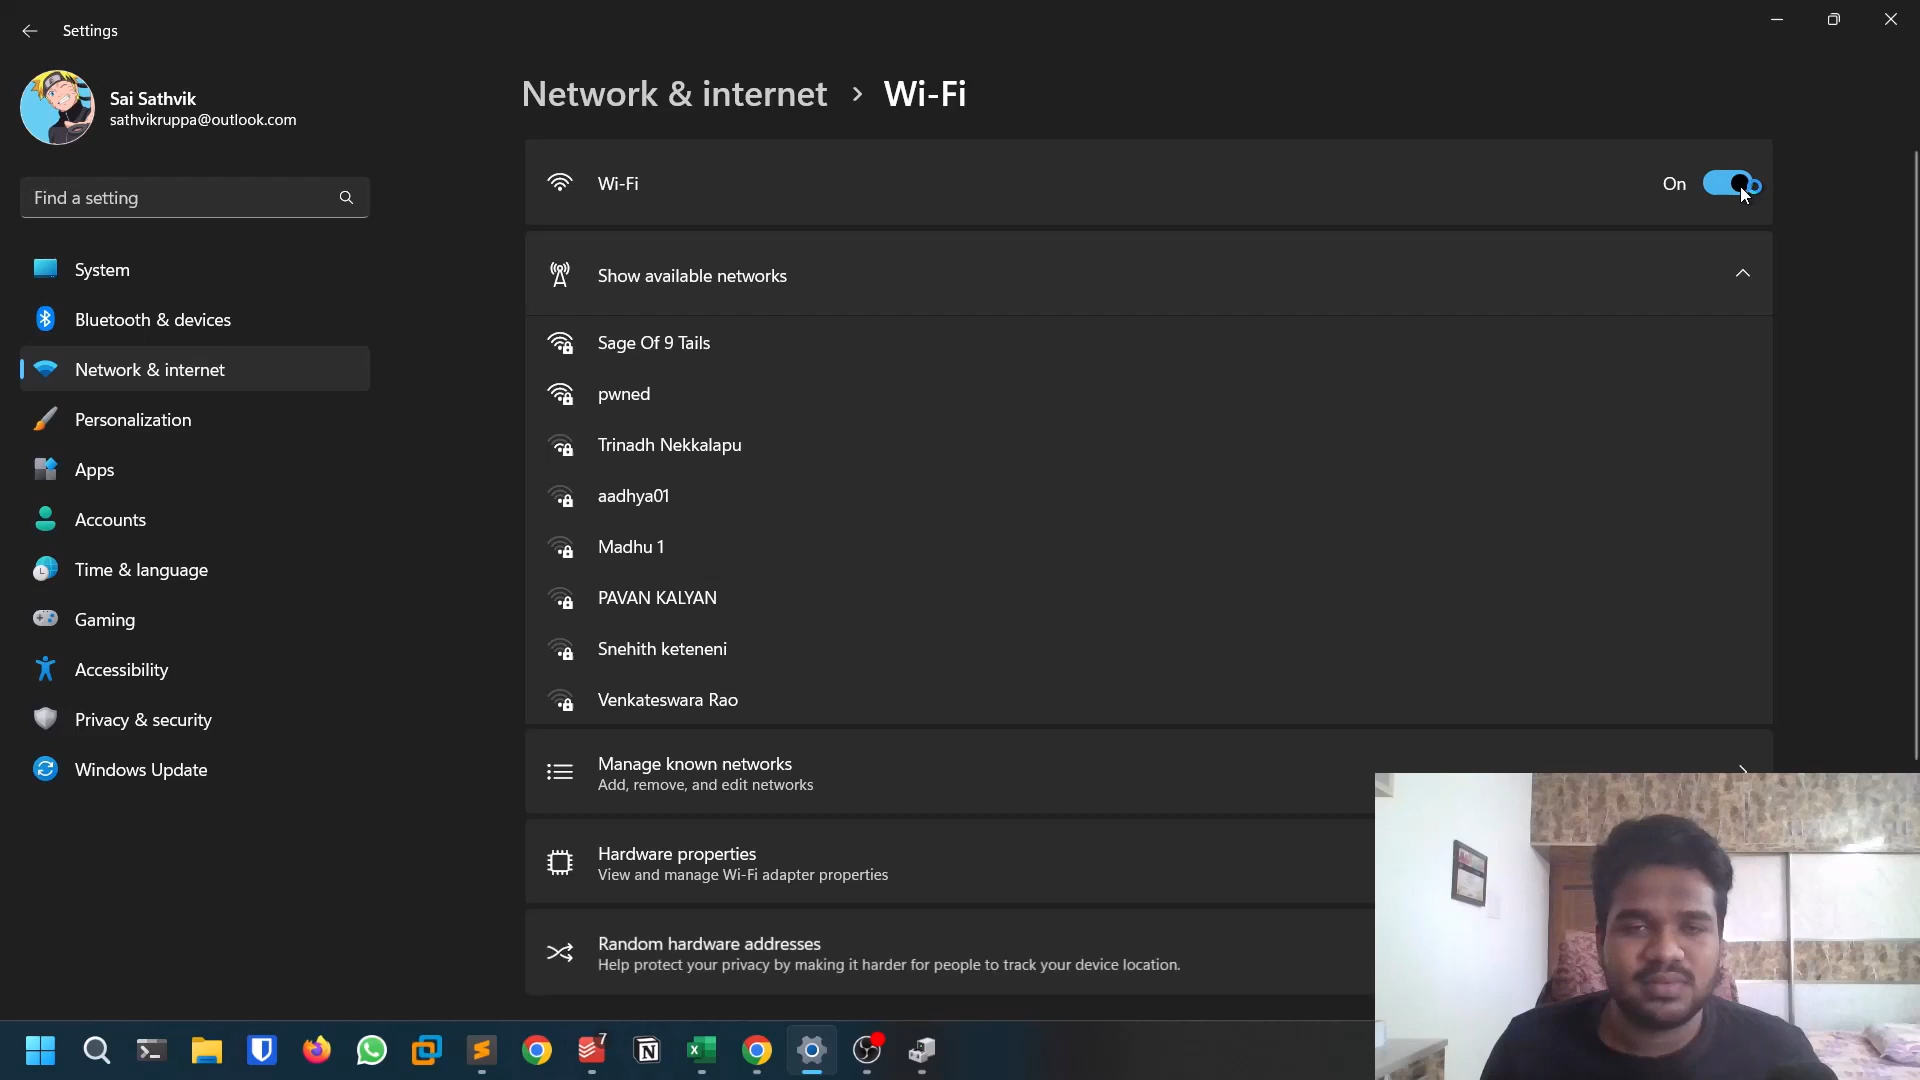 Settings
Sai Sathvik
sathvikruppa@outlook.com
Find a setting
System
Bluetooth & devices
Network & internet
Personalization
Apps
Accounts
Time & language
Gaming
Accessibility
Privacy & security
Windows Update
Network & internet > Wi-Fi
Wi-Fi
On
Show available networks
Sage Of 9 Tails
pwned
Trinadh Nekkalapu
aadhya01
Madhu 1
PAVAN KALYAN
Snehith keteneni
Venkateswara Rao
Manage known networks
Add, remove, and edit networks
Hardware properties
View and manage Wi-Fi adapter properties
Random hardware addresses
Help protect your privacy by making it harder for people to track your device location.
7